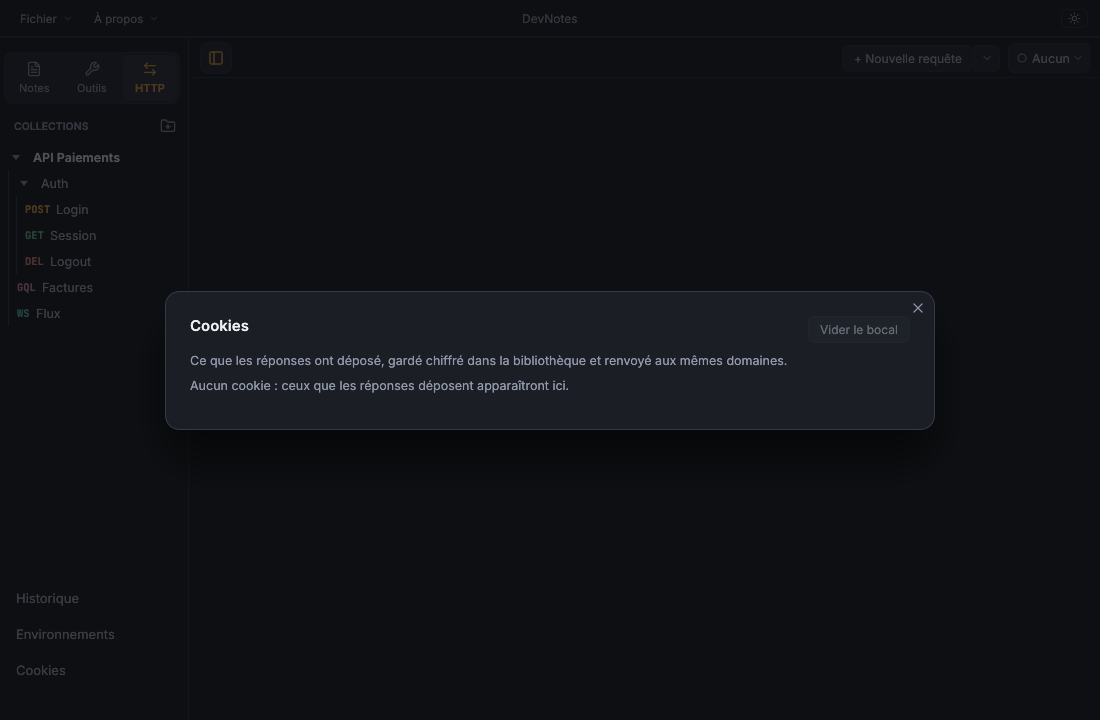 Fichier
À propos
DevNotes
Notes
Outils
HTTP
+ Nouvelle requête
Aucun
COLLECTIONS
API Paiements
Auth
POST Login
GET Session
DEL Logout
GQL Factures
WS Flux
Cookies
Vider le bocal
Ce que les réponses ont déposé, gardé chiffré dans la bibliothèque et renvoyé aux mêmes domaines.
Aucun cookie : ceux que les réponses déposent apparaîtront ici.
Historique
Environnements
Cookies